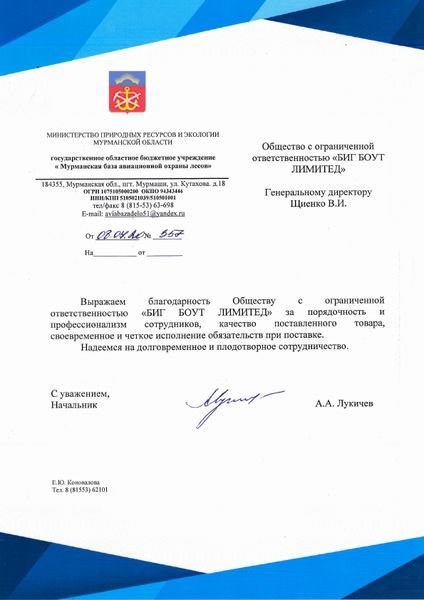 МИНИСТЕРСТВО ПРИРОДНЫХ РЕСУРСОВ И ЭКОЛОГИИ
МУРМАНСКОЙ ОБЛАСТИ
государственное областное бюджетное учреждение
« Мурманская база авиационной охраны лесов»
184355, Мурманская обл., пгт. Мурмаши, ул. Кутахова. д.18
ОГРН 1075105000200 ОКПО 94343446
ИНН/КПП 5105021039/510501001
тел/факс 8 (815-53) 63-698
E-mail: aviabazadelo51@yandex.ru
От 08.04.20 № 357
На от
Общество с ограниченной
ответственностью «БИГ БОУТ
ЛИМИТЕД»
Генеральному директору
Щиенко В.И.
Выражаем благодарность Обществу с ограниченной
ответственностью «БИГ БОУТ ЛИМИТЕД» за порядочность и
профессионализм сотрудников, качество поставленного товара,
своевременное и четкое исполнение обязательств при поставке.
Надеемся на долговременное и плодотворное сотрудничество.
С уважением,
Начальник
А.А. Лукичев
Е.Ю. Коновалова
Тел. 8 (81553) 62101